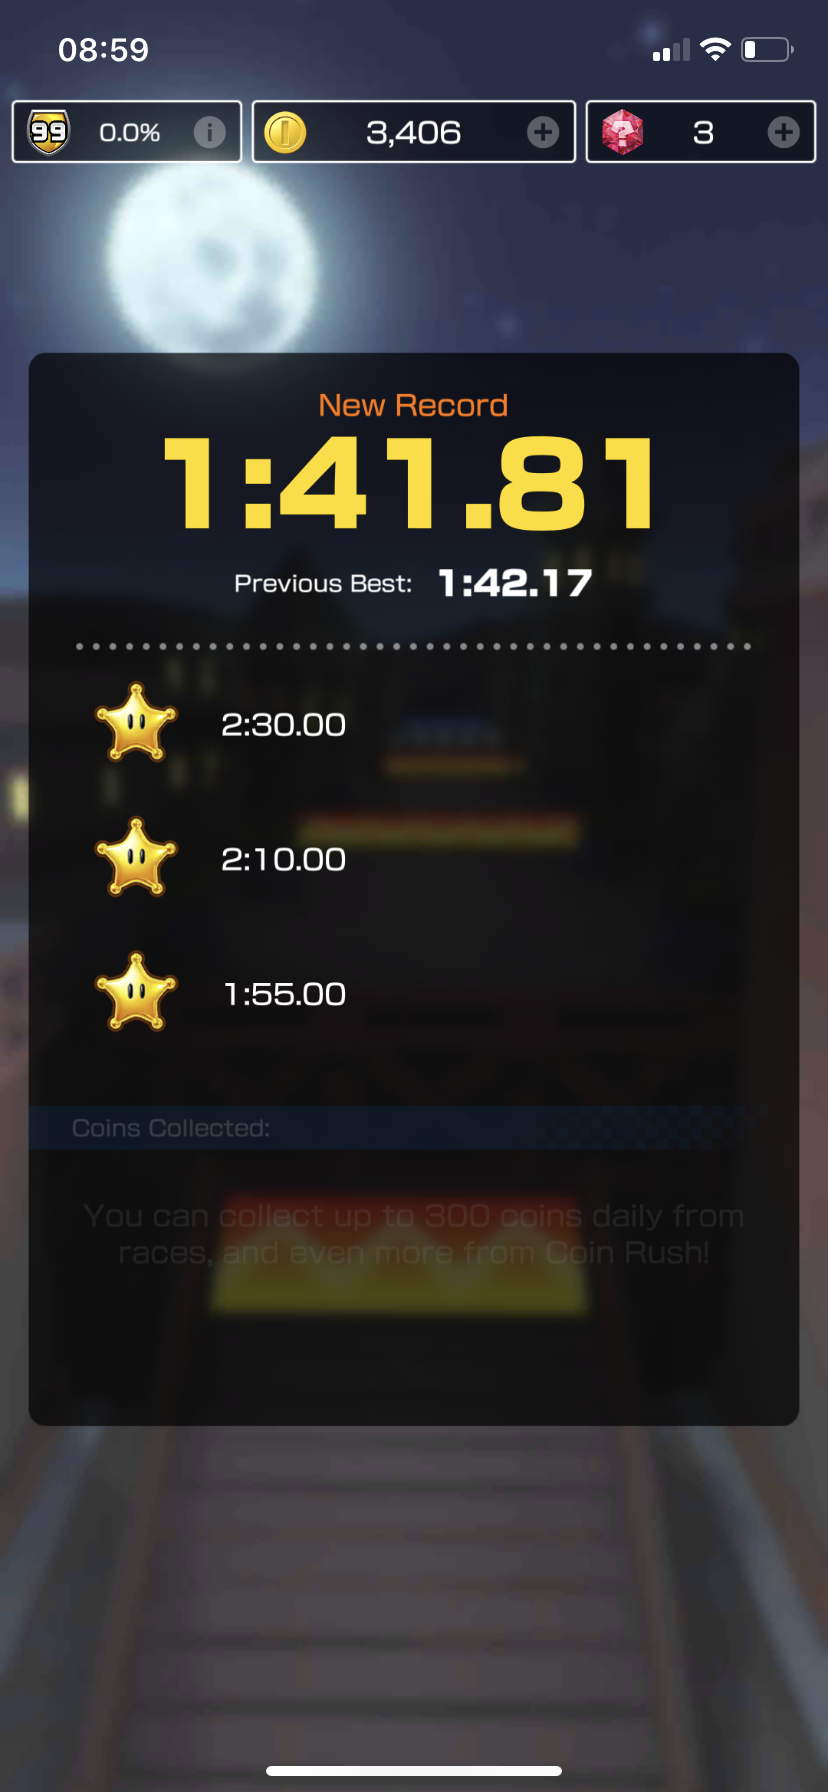 08:59
99 0.0% i 3,406 + ? 3 +
New Record
1:41.81
Previous Best: 1:42.17
2:30.00
2:10.00
1:55.00
Coins Collected:
You can collect up to 300 coins daily from
races, and even more from Coin Rush!